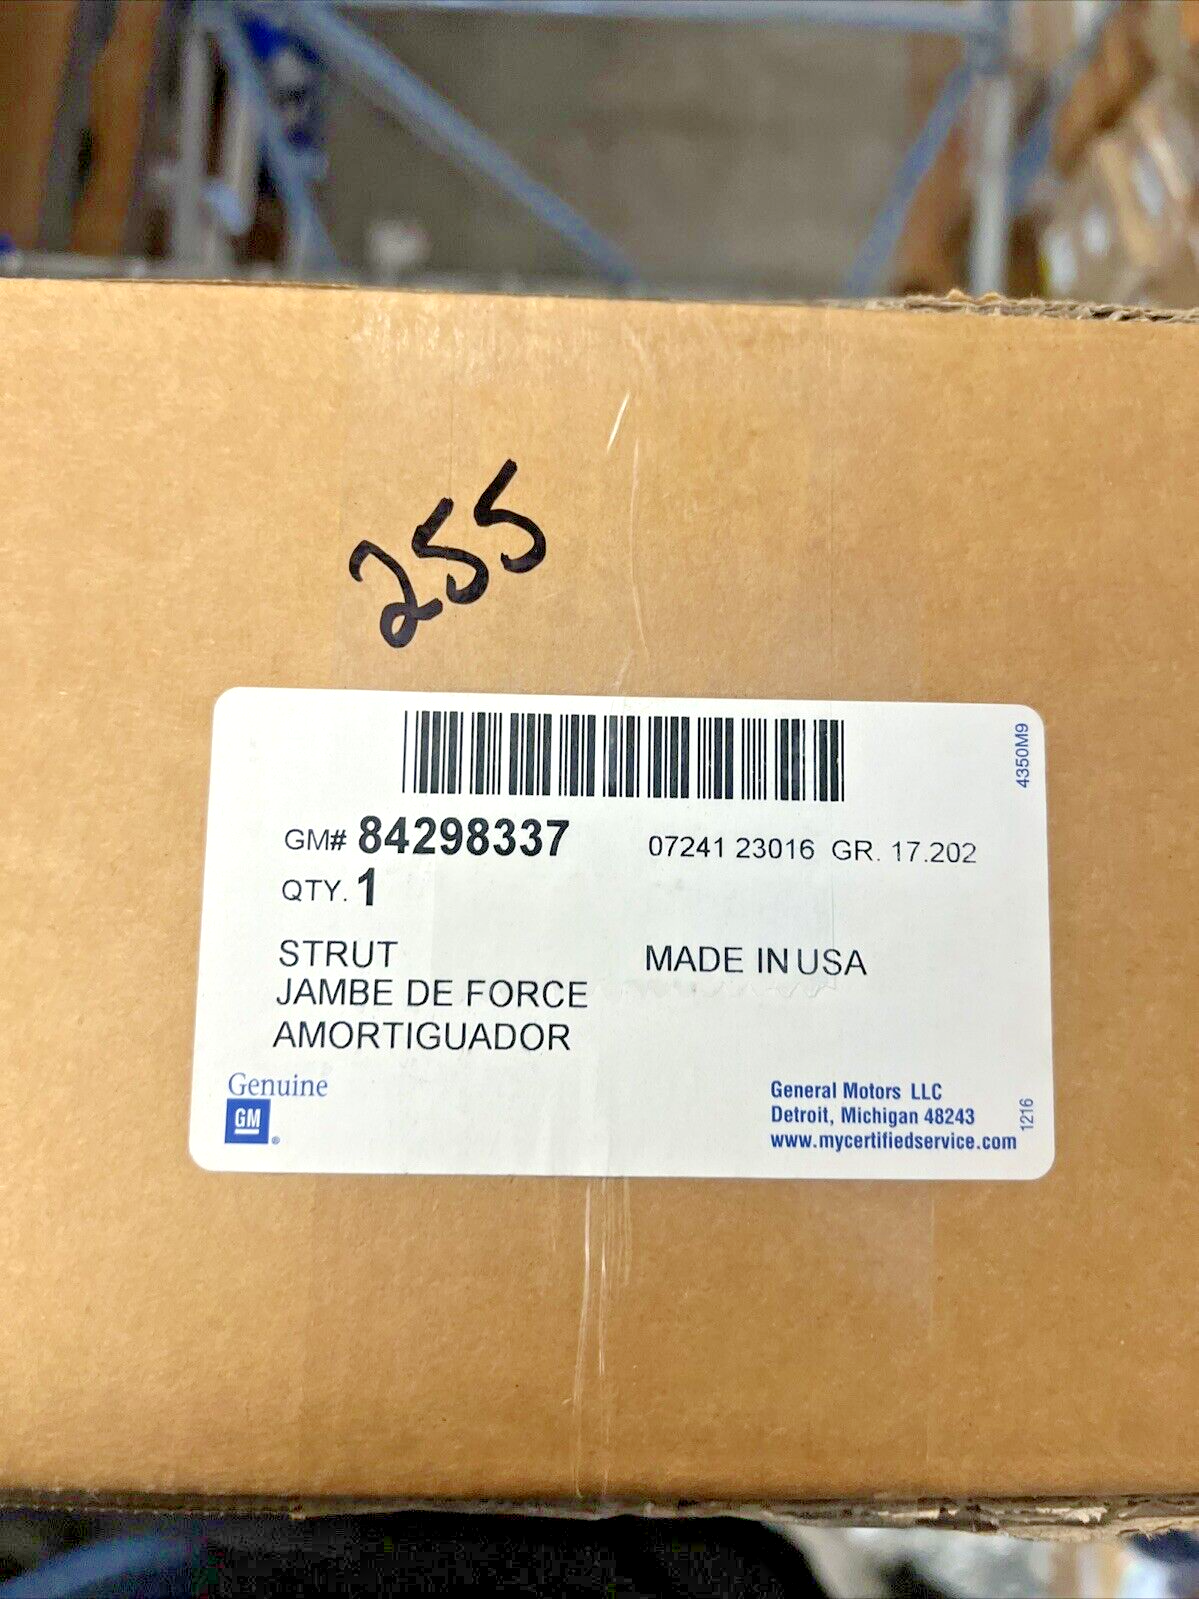 255
4350M9
GM# 84298337 07241 23016 GR. 17.202
QTY. 1
STRUT MADE IN USA
JAMBE DE FORCE
AMORTIGUADOR
Genuine
GM
®
General Motors LLC
Detroit, Michigan 48243
www.mycertifiedservice.com
1216